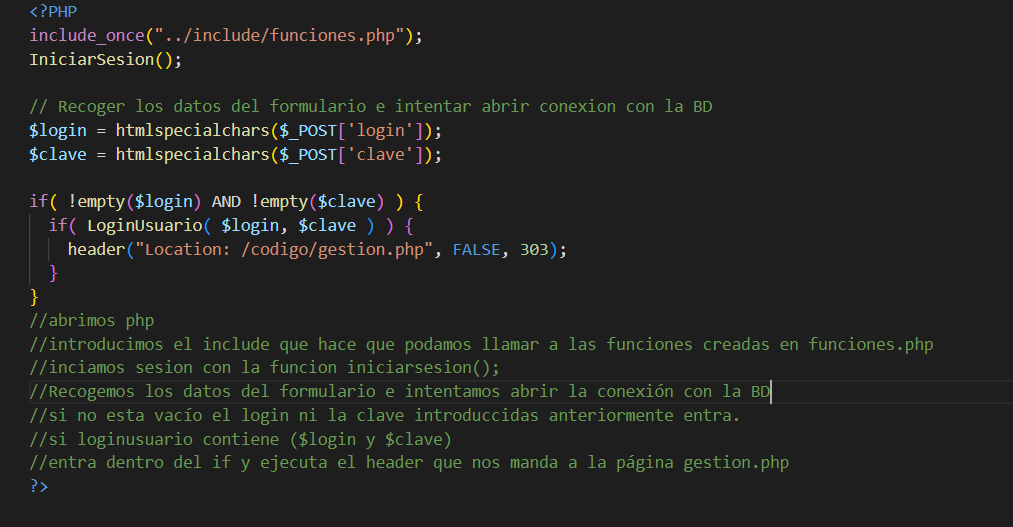 <?PHP
include_once("../include/funciones.php");
IniciarSesion();
// Recoger los datos del formulario e intentar abrir conexion con la BD
$login = htmlspecialchars($_POST['login']);
$clave = htmlspecialchars($_POST['clave']);
if( !empty($login) AND !empty($clave) ) {
if( LoginUsuario( $login, $clave ) ) {
header("Location: /codigo/gestion.php", FALSE, 303);
}
}
//abrimos php
//introducimos el include que hace que podamos llamar a las funciones creadas en funciones.php
//inciamos sesion con la funcion iniciarsesion();
//Recogemos los datos del formulario e intentamos abrir la conexión con la BD
//si no esta vacío el login ni la clave introduccidas anteriormente entra.
//si loginusuario contiene ($login y $clave)
//entra dentro del if y ejecuta el header que nos manda a la página gestion.php
?>